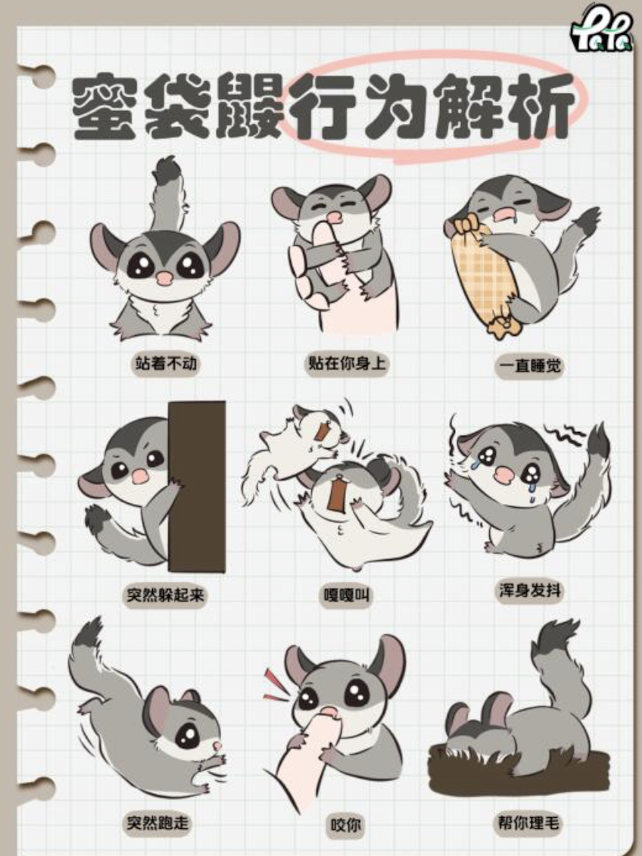 PaPa
蜜袋鼯行为解析
站着不动
贴在你身上
一直睡觉
突然躲起来
嘎嘎叫
浑身发抖
突然跑走
咬你
帮你理毛